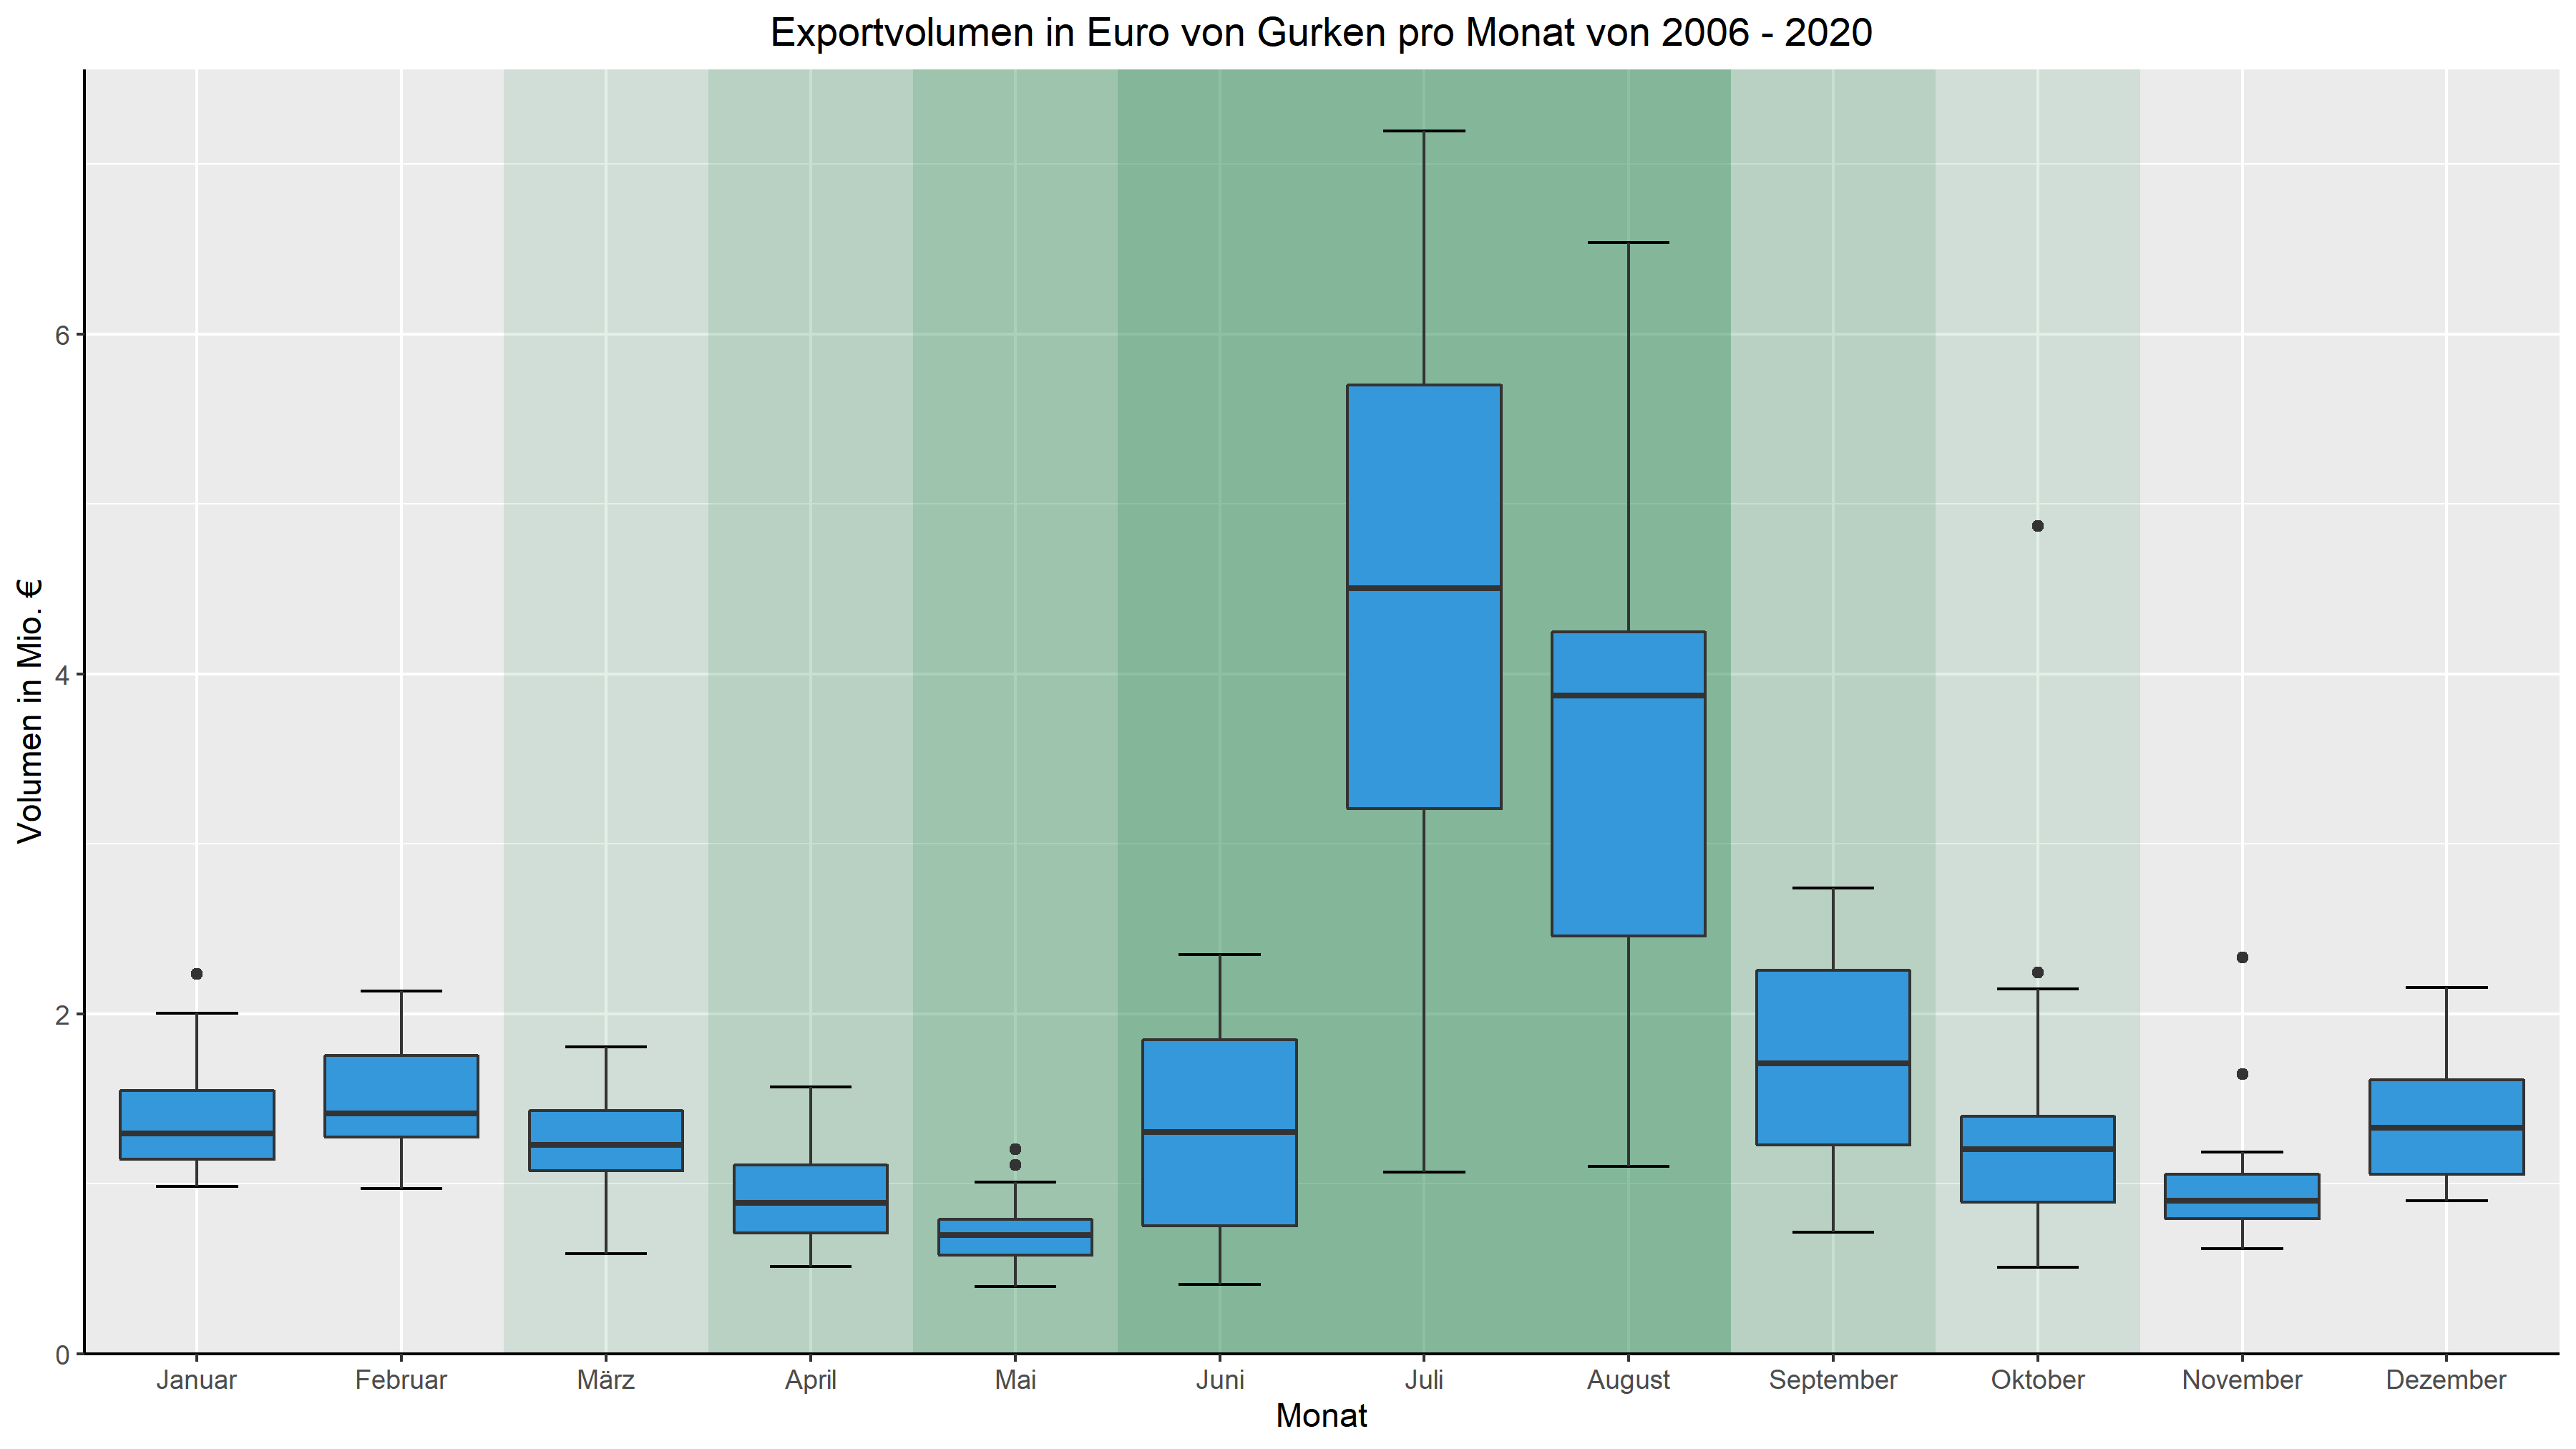 Exportvolumen in Euro von Gurken pro Monat von 2006 - 2020
Volumen in Mio. €
6
4
2
0
Januar Februar März April Mai Juni Juli August September Oktober November Dezember
Monat